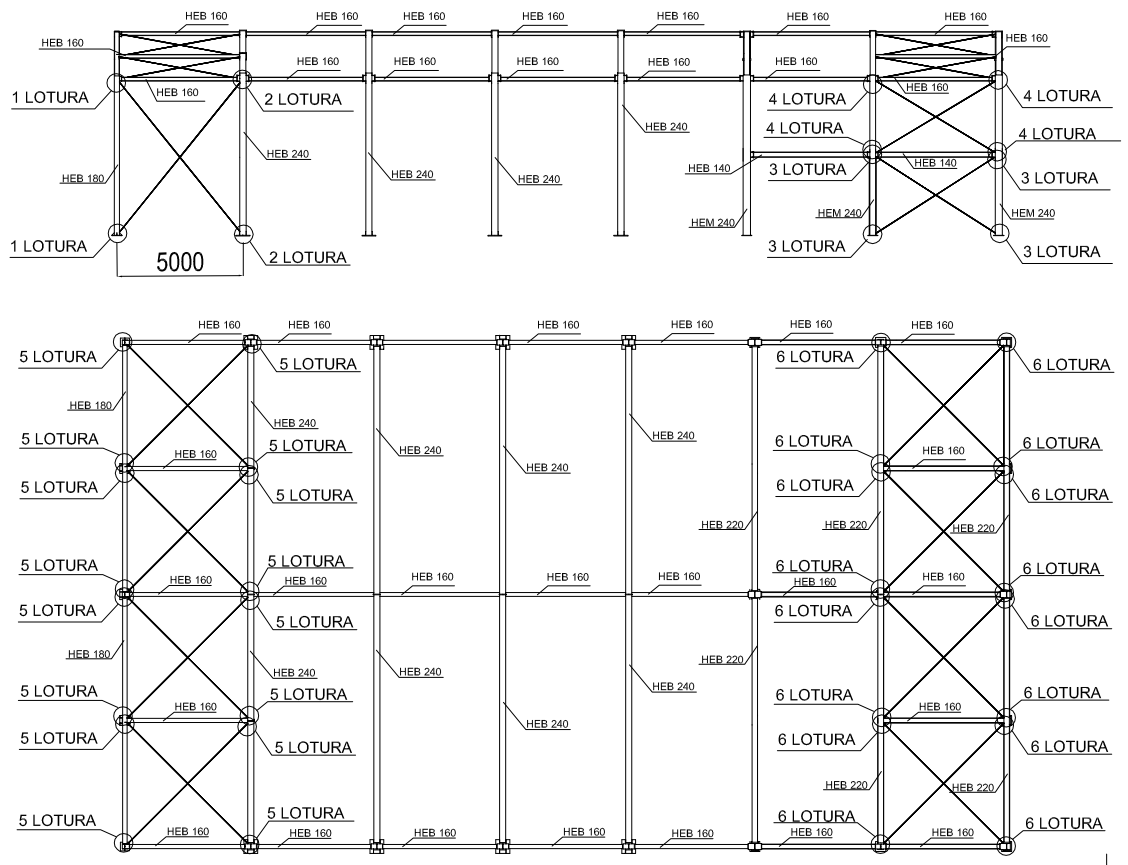 HEB 160
HEB 160 HEB 160 HEB 160 HEB 160 HEB 160 HEB 160
HEB 160 HEB 160
HEB 160 HEB 160 HEB 160 HEB 160 HEB 160 HEB 160 HEB 160
1 LOTURA 2 LOTURA 4 LOTURA 4 LOTURA
4 LOTURA 4 LOTURA
HEB 240 HEB 240
HEB 180 HEB 240 HEB 240 HEB 140 HEB 140
3 LOTURA 3 LOTURA
HEM 240 HEM 240 HEM 240
1 LOTURA 2 LOTURA 3 LOTURA 3 LOTURA
5000
HEB 160 HEB 160 HEB 160 HEB 160 HEB 160 HEB 160
5 LOTURA 5 LOTURA 6 LOTURA 6 LOTURA
HEB 180 HEB 240 HEB 240 HEB 240 HEB 240
5 LOTURA 5 LOTURA 6 LOTURA 6 LOTURA
HEB 160 HEB 160
5 LOTURA 5 LOTURA 6 LOTURA 6 LOTURA
HEB 220 HEB 220 HEB 220
5 LOTURA 5 LOTURA 6 LOTURA 6 LOTURA
HEB 160 HEB 160 HEB 160 HEB 160 HEB 160 HEB 160 HEB 160
5 LOTURA 5 LOTURA 6 LOTURA 6 LOTURA
HEB 180 HEB 240 HEB 240 HEB 240 HEB 240 HEB 220
5 LOTURA 5 LOTURA 6 LOTURA 6 LOTURA
HEB 160 HEB 160
5 LOTURA 5 LOTURA 6 LOTURA 6 LOTURA
HEB 220 HEB 220
5 LOTURA 5 LOTURA 6 LOTURA 6 LOTURA
HEB 160 HEB 160 HEB 160 HEB 160 HEB 160 HEB 160 HEB 160